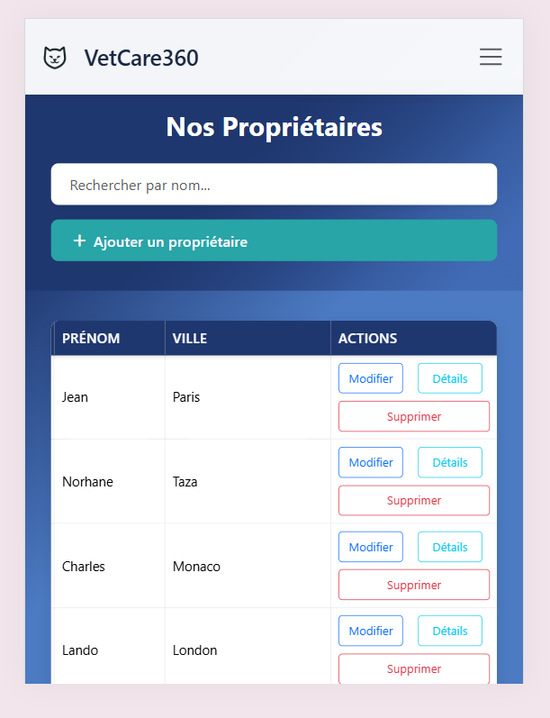 VetCare360
Nos Propriétaires
Rechercher par nom...
+ Ajouter un propriétaire
PRÉNOM VILLE ACTIONS
Jean Paris Modifier Détails
Supprimer
Norhane Taza Modifier Détails
Supprimer
Charles Monaco Modifier Détails
Supprimer
Lando London Modifier Détails
Supprimer